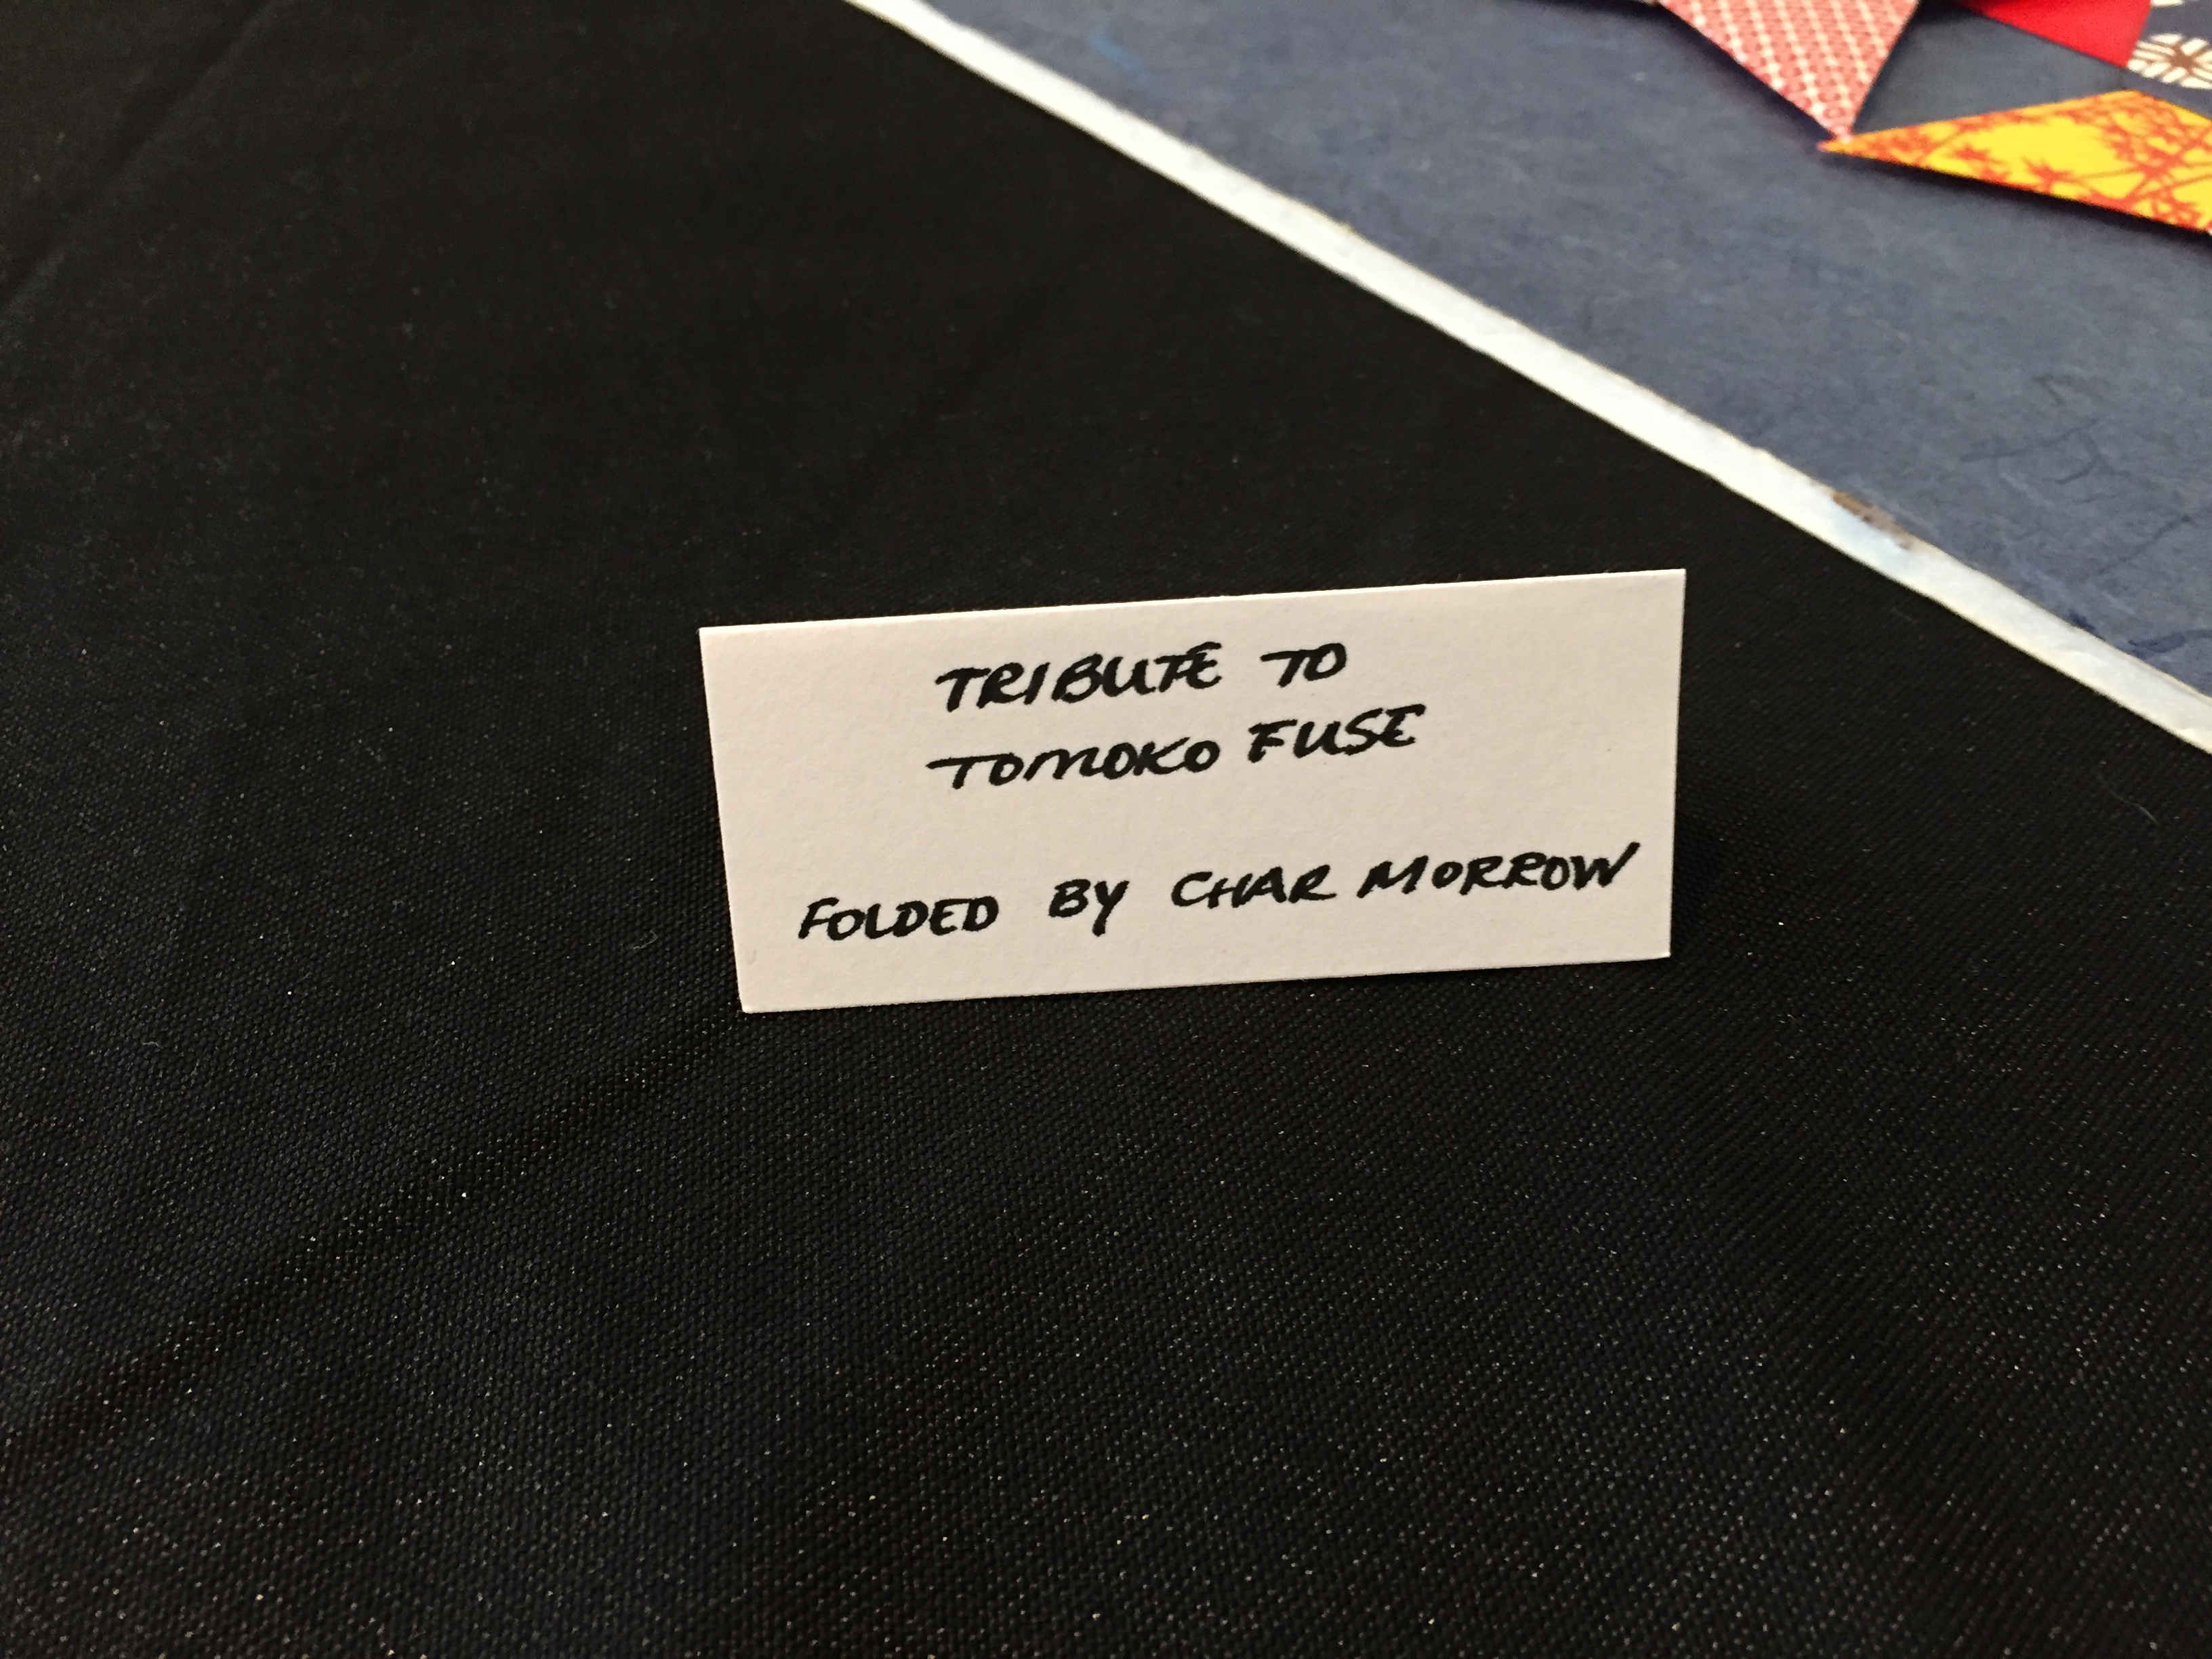 TRIBUTE TO
TOMOKO FUSE
FOLDED BY CHAR MORROW